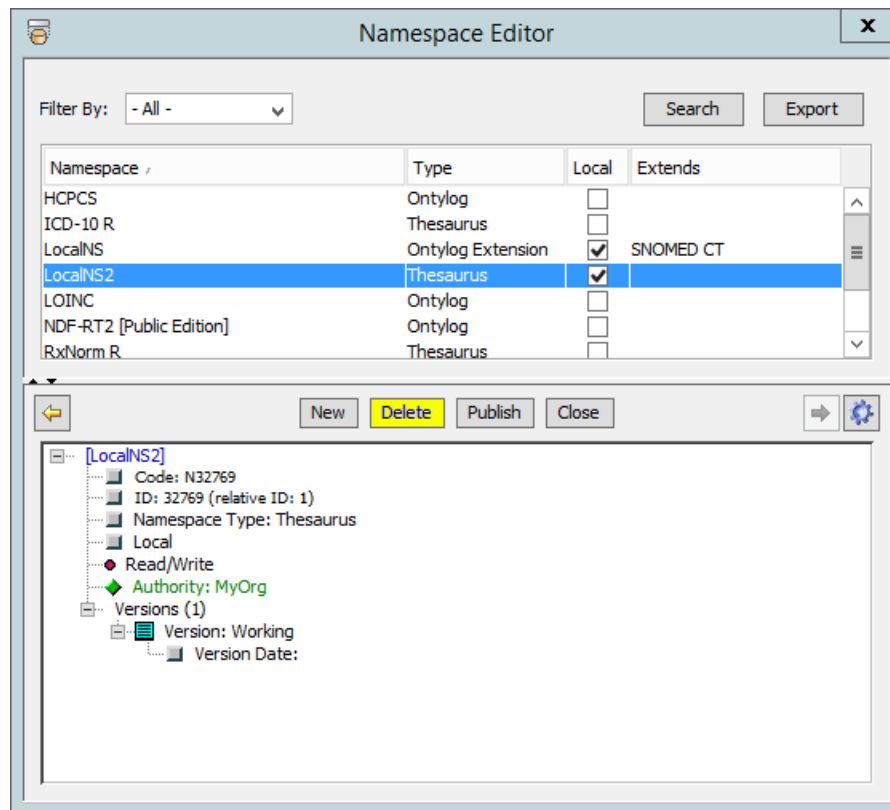 Namespace Editor
x
Filter By: - All -
Search Export
Namespace Type Local Extends
HCPCS Ontylog
ICD-10 R Thesaurus
LocalNS Ontylog Extension SNOMED CT
LocalNS2 Thesaurus
LOINC Ontylog
NDF-RT2 [Public Edition] Ontylog
RxNorm R Thesaurus
New Delete Publish Close
[LocalNS2]
Code: N32769
ID: 32769 (relative ID: 1)
Namespace Type: Thesaurus
Local
Read/Write
Authority: MyOrg
Versions (1)
Version: Working
Version Date: